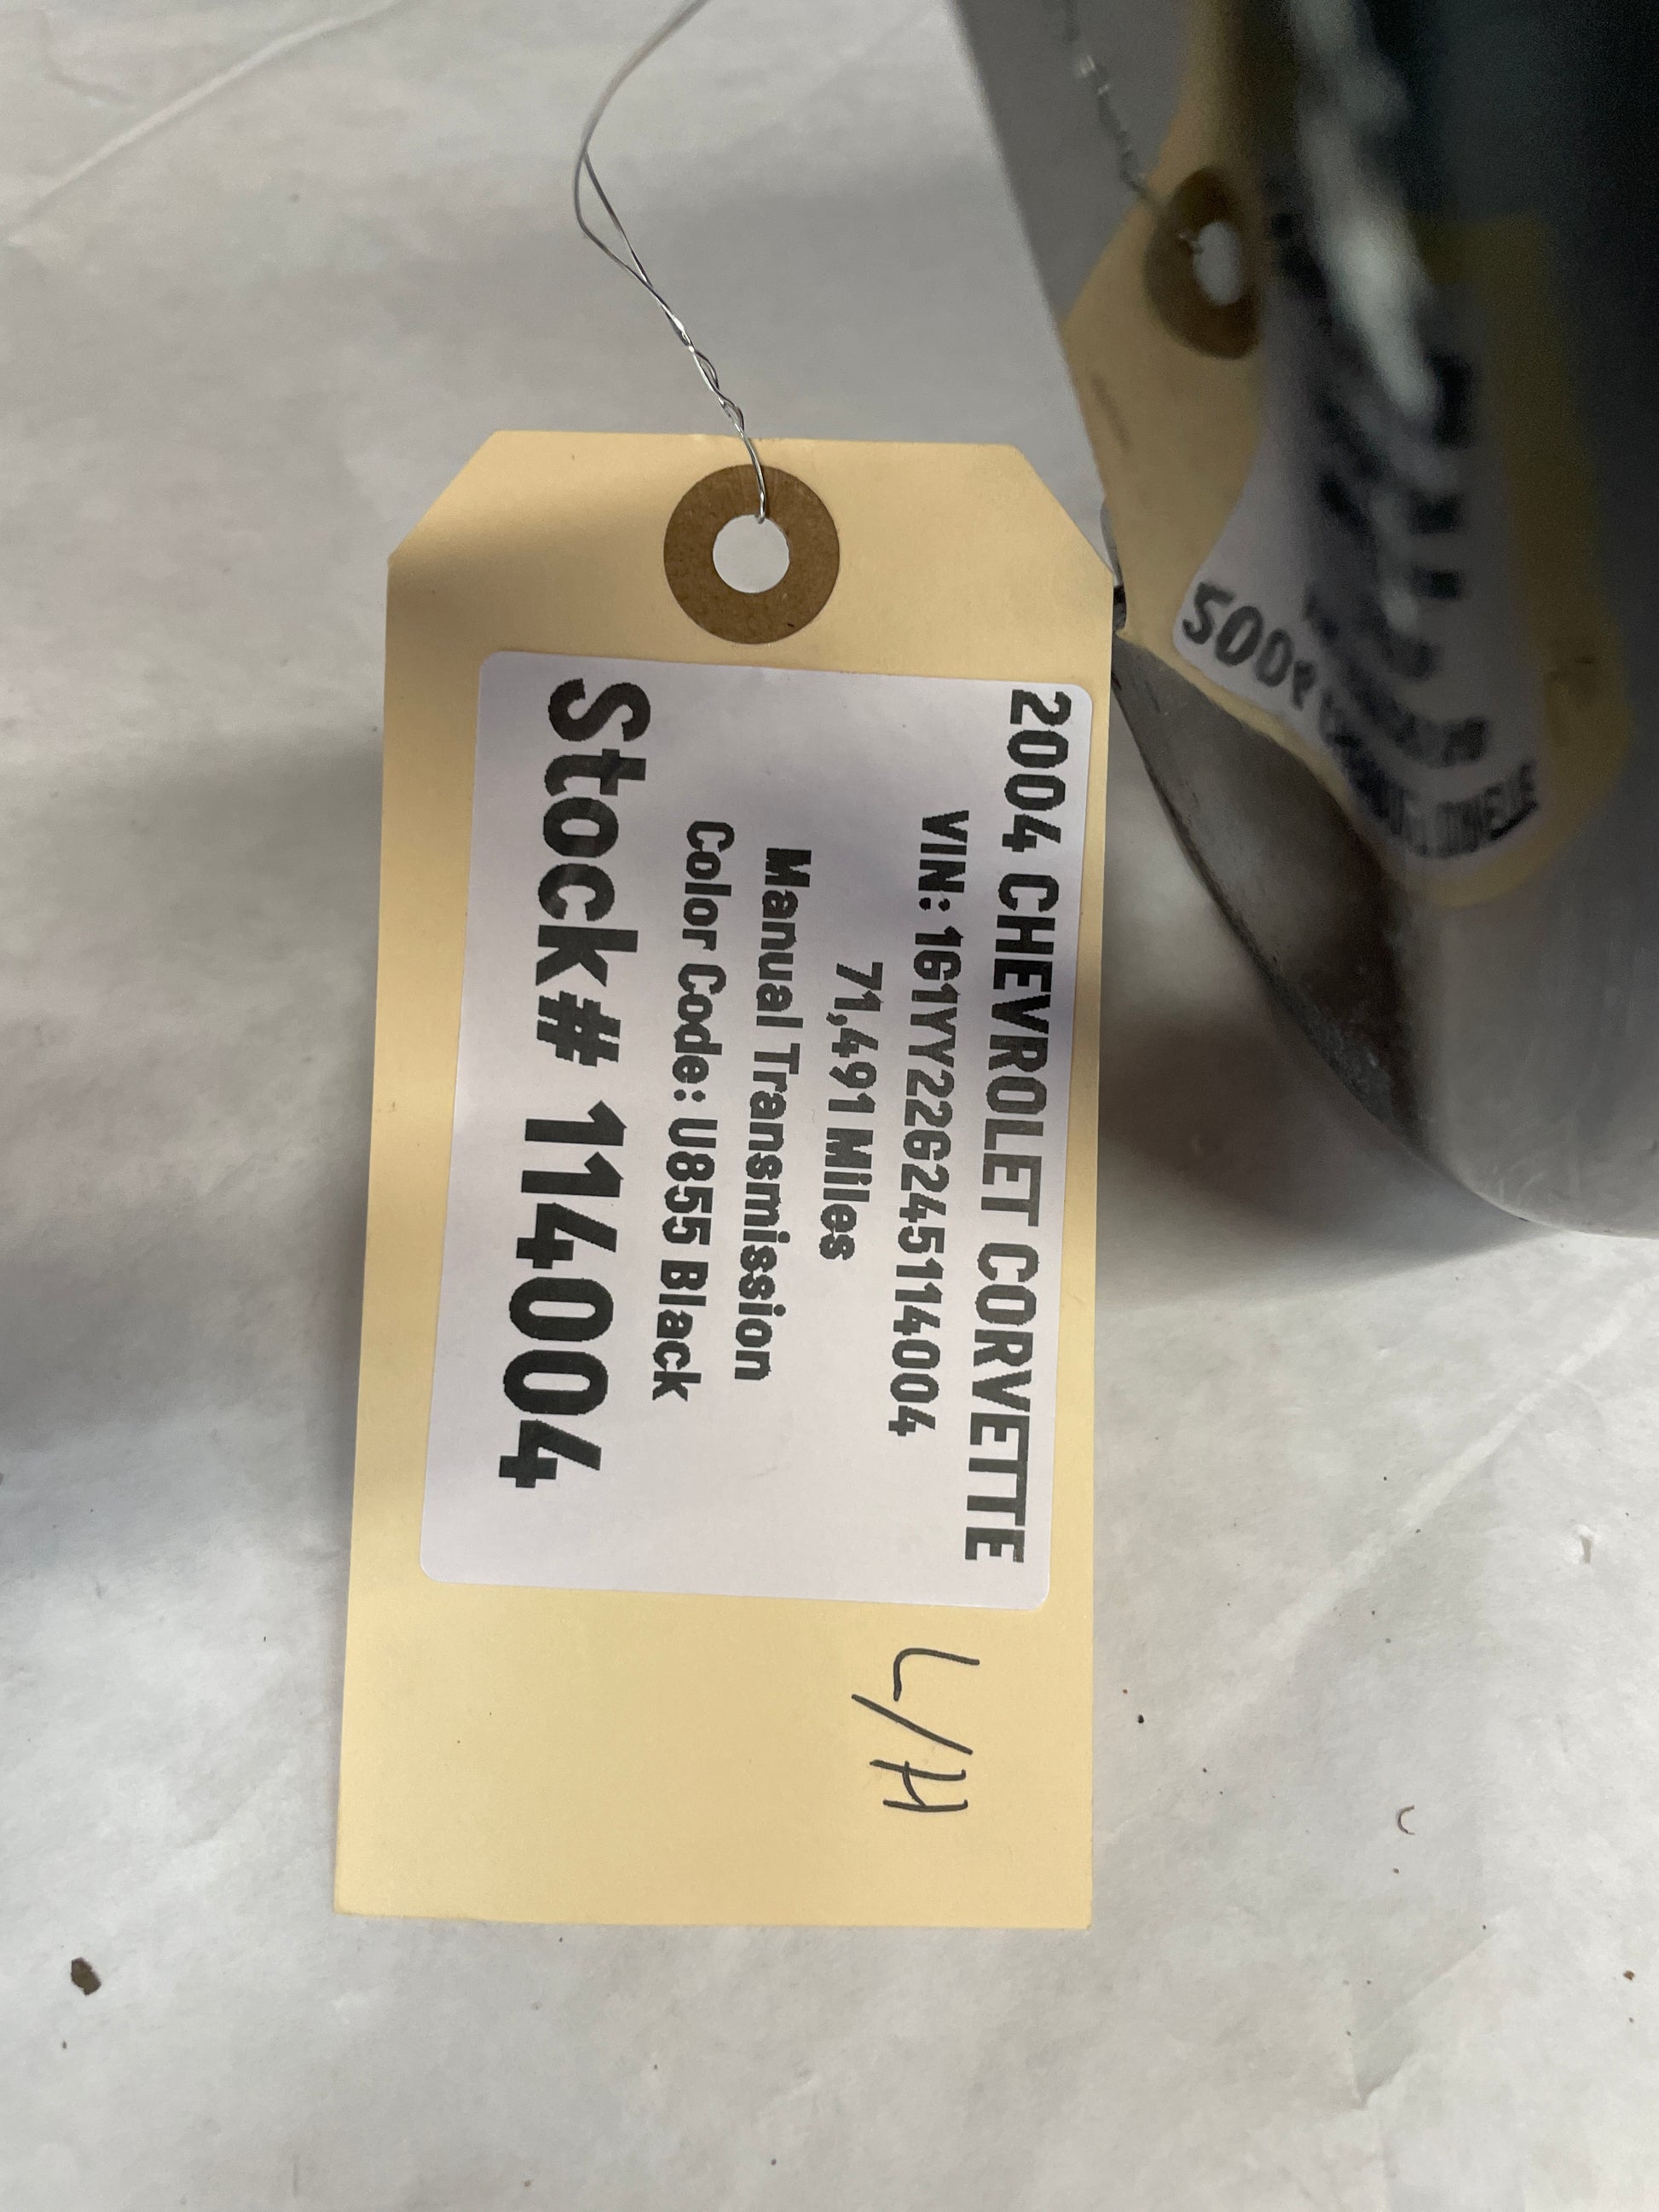 2004 CHEVROLET CORVETTE
VIN: 1G1YY22G245114004
71,491 Miles
Manual Transmission
Color Code: U855 Black
Stock# 114004
L/H